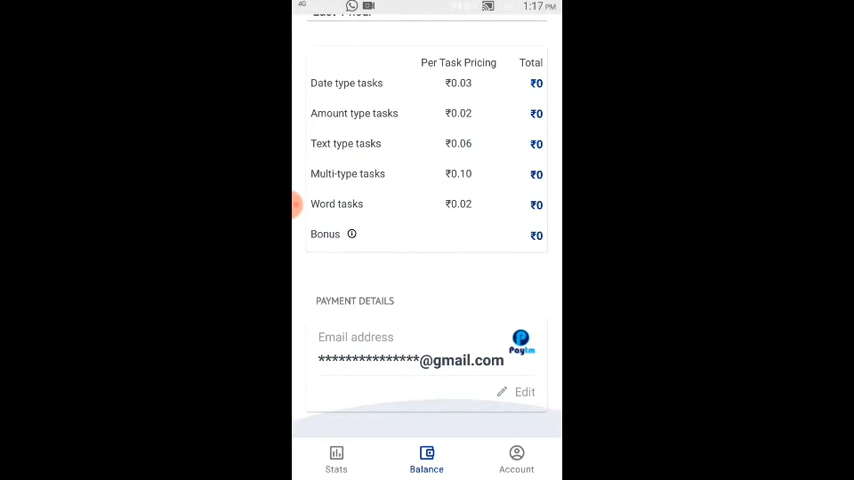 4G 1:17 PM
Per Task Pricing Total
Date type tasks ₹0.03 ₹0
Amount type tasks ₹0.02 ₹0
Text type tasks ₹0.06 ₹0
Multi-type tasks ₹0.10 ₹0
Word tasks ₹0.02 ₹0
Bonus ₹0
PAYMENT DETAILS
Email address
***************@gmail.com
Paytm
Edit
Stats Balance Account